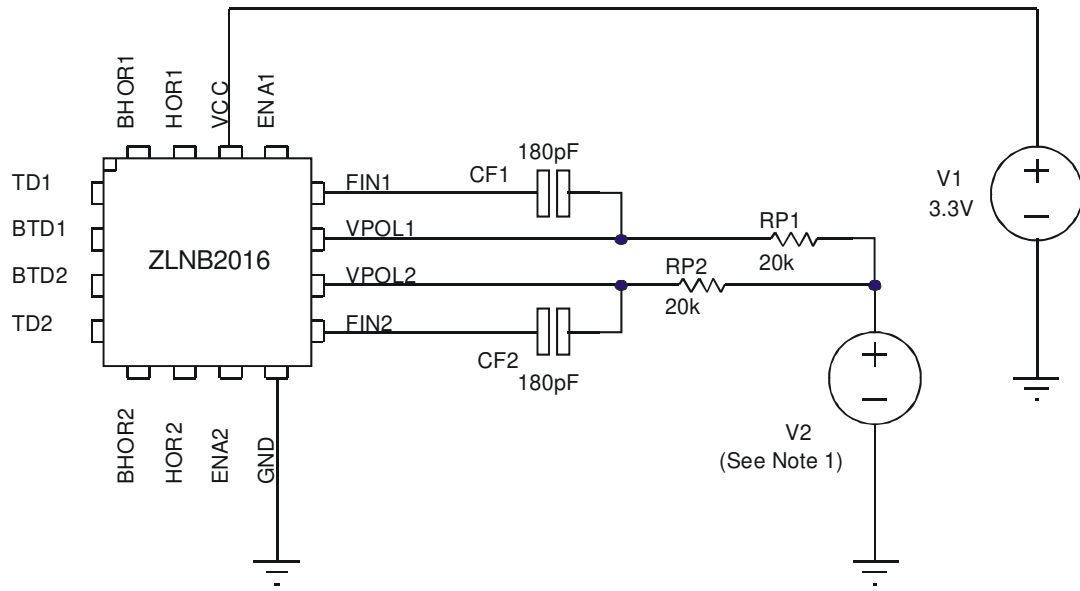 BHOR1
HOR1
VCC
ENA1
180pF
TD1
FIN1
CF1
V1
3.3V
BTD1
VPOL1
RP1
ZLNB2016
20k
BTD2
VPOL2
RP2
20k
TD2
FIN2
CF2
180pF
BHOR2
HOR2
ENA2
GND
V2
(See Note 1)